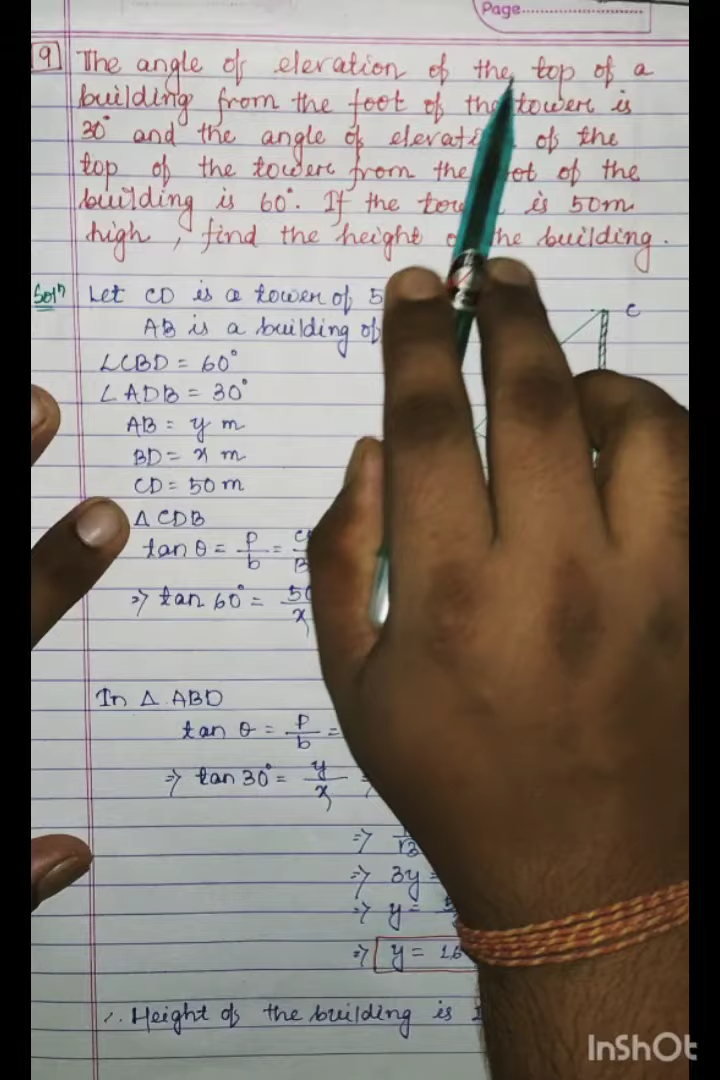 Page
9 The angle of elevation of the top of a
building from the foot of the tower is
30° and the angle of elevati of the
top of the tower from the of the
building is 60°. If the is 50m
high, find the height the building.
Solⁿ Let CD is a tower of 5
AB is a building of
C
∠CBD = 60°
∠ADB = 30°
AB = y m
BD = x m
CD = 50 m
Δ CDB
tan θ = p/b =
⇒ tan 60° = 50/x
In Δ ABD
tan θ = p/b =
⇒ tan 30° = y/x
⇒
⇒ 3y =
⇒ y =
⇒ y = 16
∴ Height of the building is
InShOt